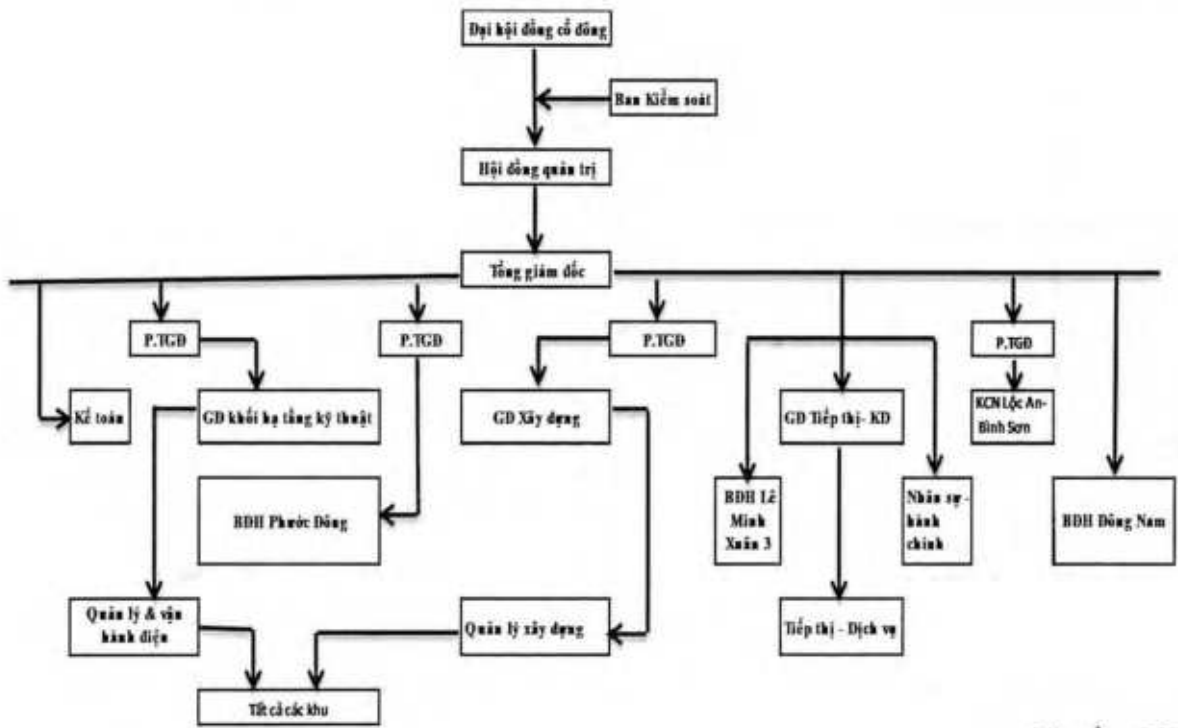 Đại hội đồng cổ đông
Ban Kiểm soát
Hội đồng quản trị
Tổng giám đốc
P.TGĐ
P.TGĐ
P.TGĐ
P.TGĐ
Kế toán
GĐ khối hạ tầng kỹ thuật
GĐ Xây dựng
GĐ Tiếp thị- KD
KCN Lộc An-
Bình Sơn
BĐH Phước Đông
BĐH Lê
Minh
Xuân 3
Nhân sự -
hành
chính
BĐH Đông Nam
Quản lý & vận
hành điện
Quản lý xây dựng
Tiếp thị - Dịch vụ
Tất cả các khu